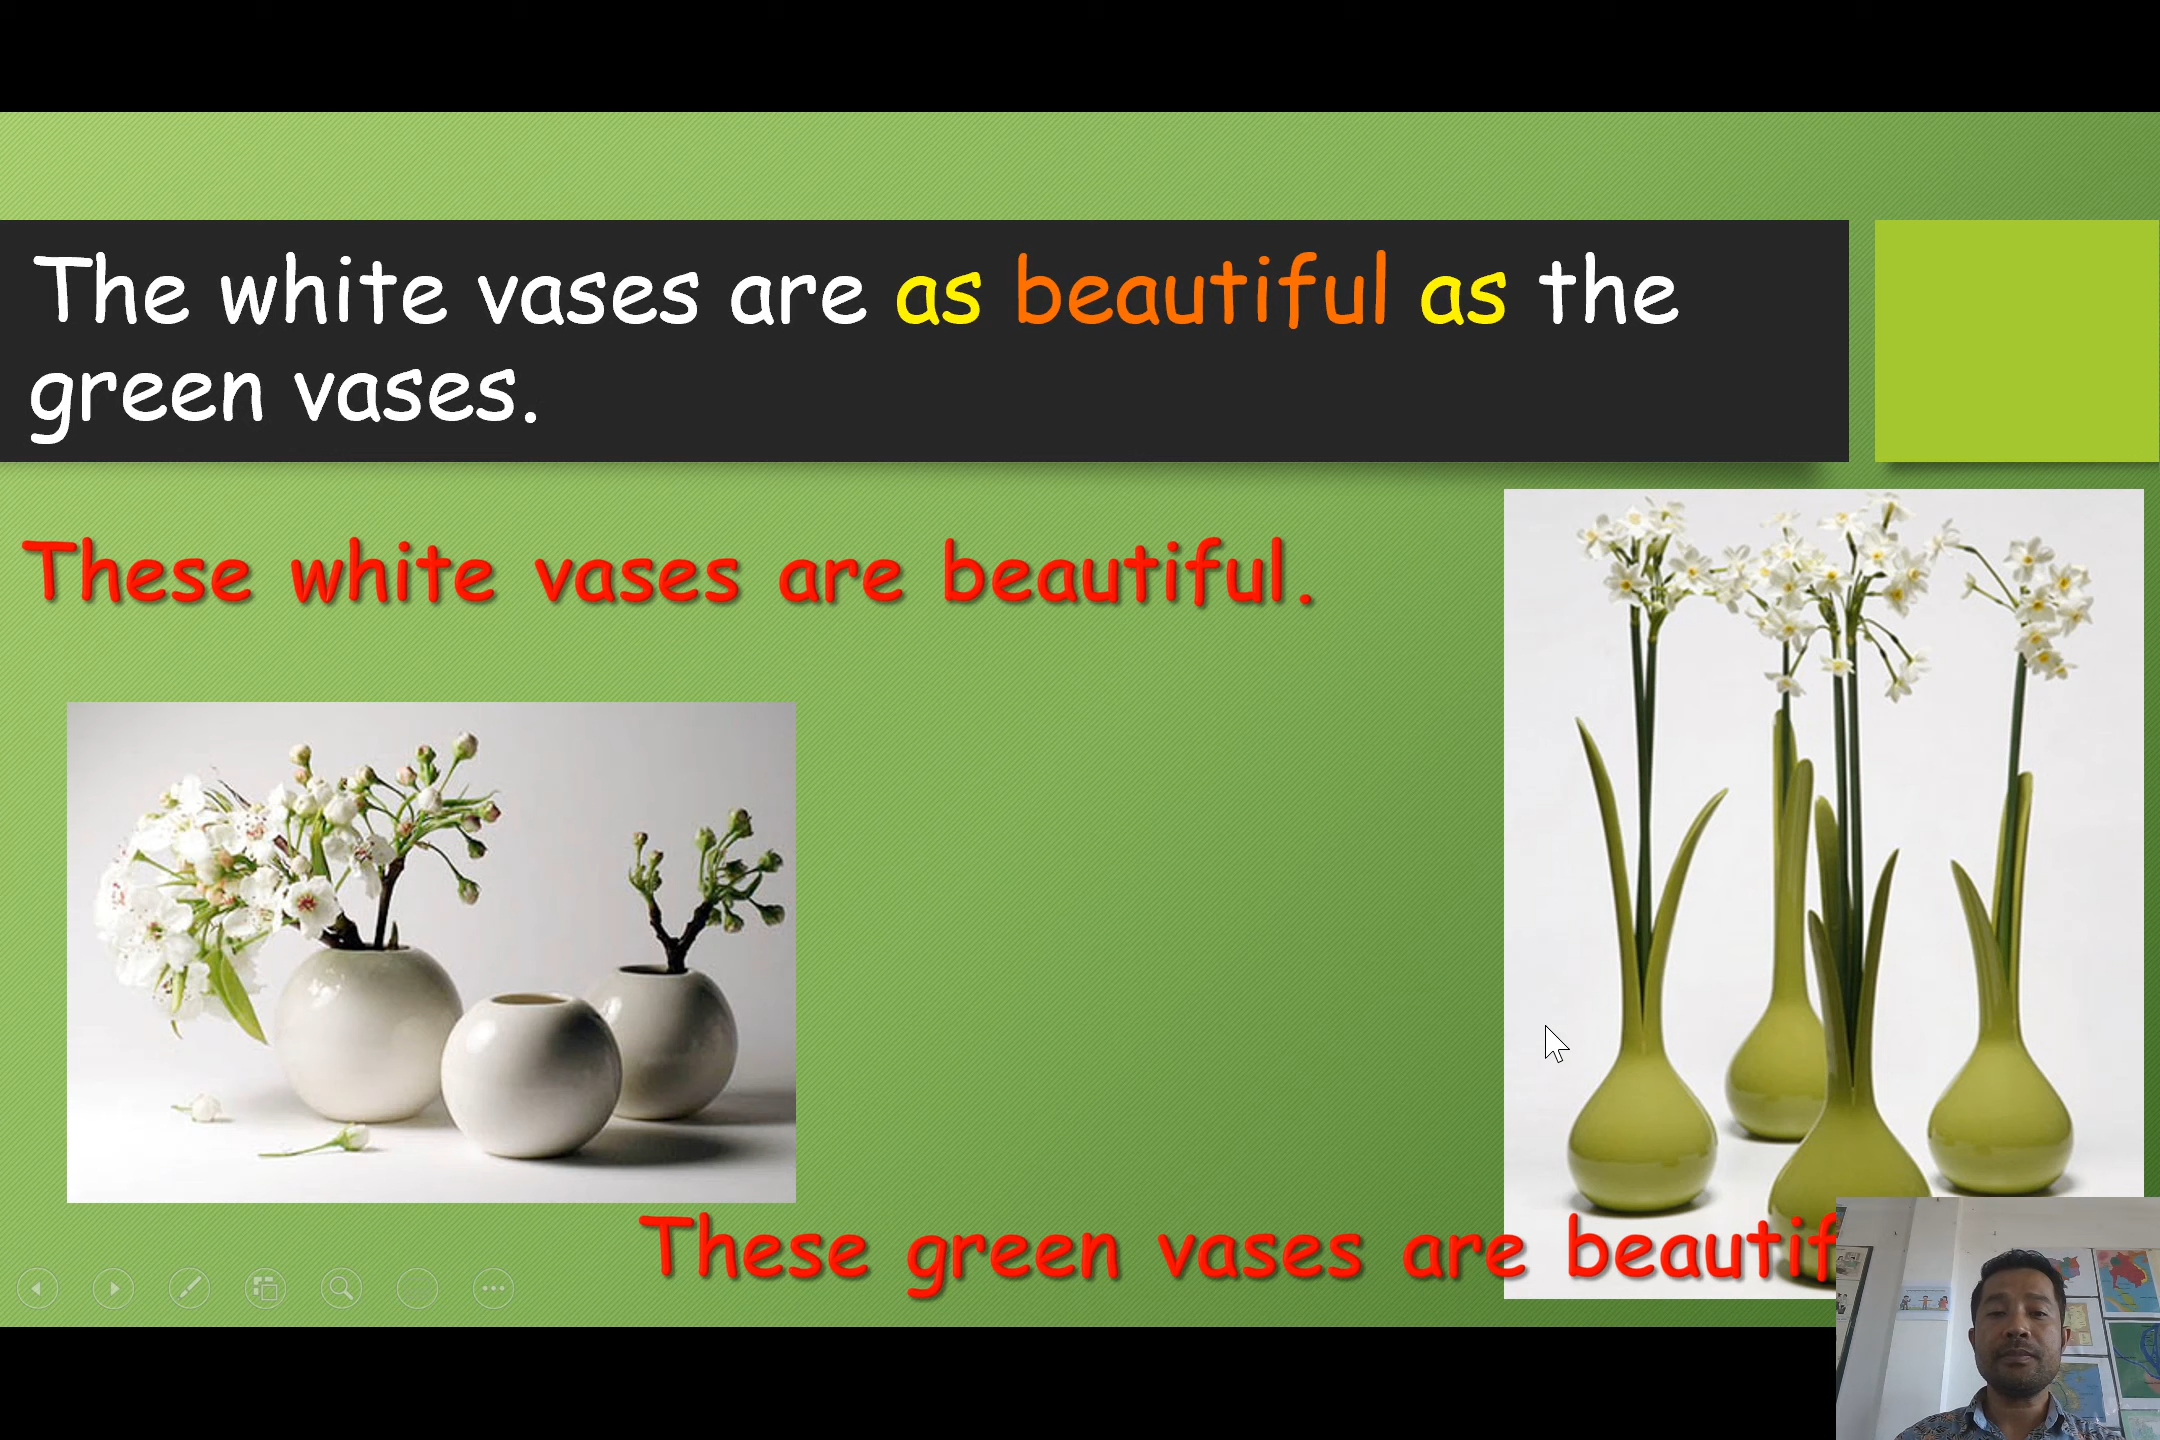 The white vases are as beautiful as the
green vases.
These white vases are beautiful.
These green vases are beautif